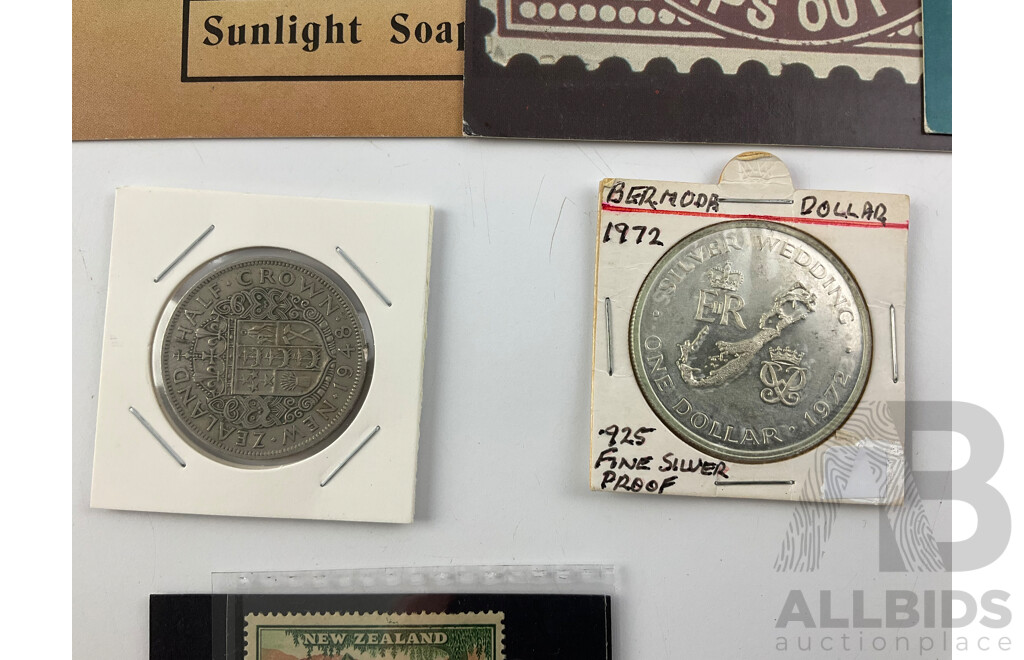 Sunlight Soap
PS OUT
NEW·ZEALAND HALF·CROWN·1948
BERMUDA DOLLAR
1972
SILVER WEDDING
E R
ONE DOLLAR · 1972
.925
FINE SILVER
PROOF
NEW ZEALAND
ALLBIDS
auctionplace